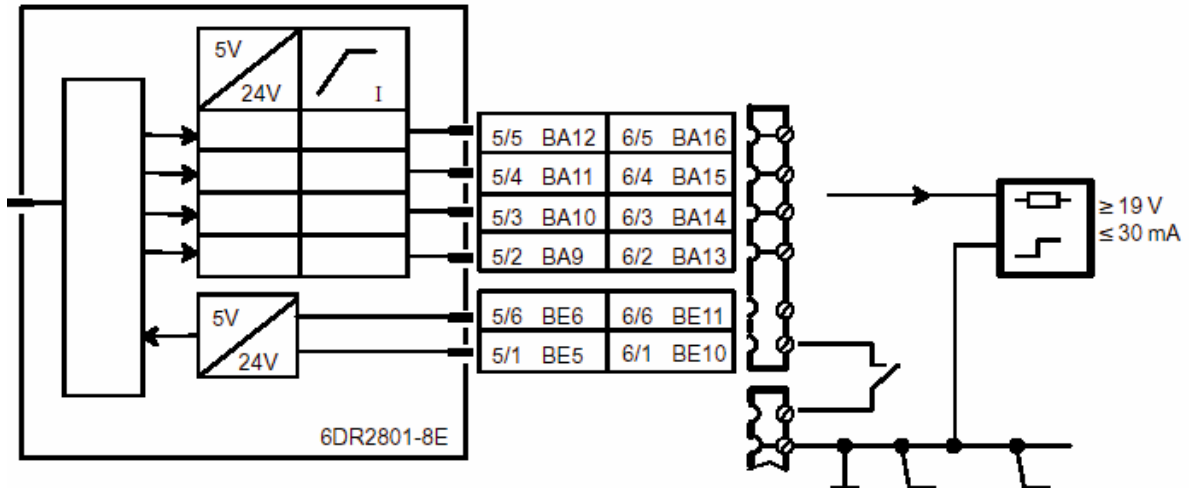 5V
24V
I
5/5 BA12 6/5 BA16
5/4 BA11 6/4 BA15
5/3 BA10 6/3 BA14
5/2 BA9 6/2 BA13
≥ 19 V
≤ 30 mA
5V
24V
5/6 BE6 6/6 BE11
5/1 BE5 6/1 BE10
6DR2801-8E